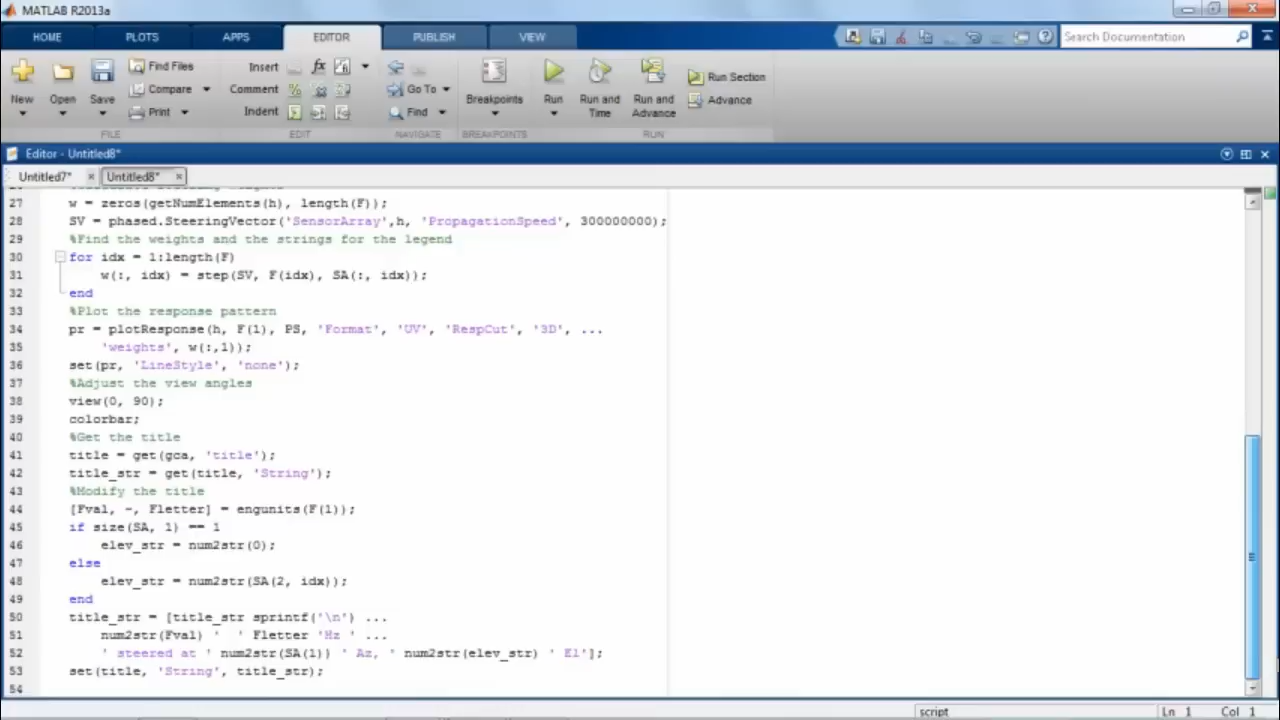 MATLAB R2013a
HOME PLOTS APPS EDITOR PUBLISH VIEW Search Documentation
New Open Save Find Files Compare Print Insert Comment Indent Go To Find Breakpoints Run Run and Time Run and Advance Run Section Advance
FILE EDIT NAVIGATE BREAKPOINTS RUN
Editor - Untitled8*
Untitled7* × Untitled8* ×
27 w = zeros(getNumElements(h), length(F));
28 SV = phased.SteeringVector('SensorArray',h, 'PropagationSpeed', 300000000);
29 %Find the weights and the strings for the legend
30 for idx = 1:length(F)
31 w(:, idx) = step(SV, F(idx), SA(:, idx));
32 end
33 %Plot the response pattern
34 pr = plotResponse(h, F(1), PS, 'Format', 'UV', 'RespCut', '3D', ...
35 'weights', w(:,1));
36 set(pr, 'LineStyle', 'none');
37 %Adjust the view angles
38 view(0, 90);
39 colorbar;
40 %Get the title
41 title = get(gca, 'title');
42 title_str = get(title, 'String');
43 %Modify the title
44 [Fval, ~, Fletter] = engunits(F(1));
45 if size(SA, 1) == 1
46 elev_str = num2str(0);
47 else
48 elev_str = num2str(SA(2, idx));
49 end
50 title_str = [title_str sprintf('\n') ...
51 num2str(Fval) ' ' Fletter 'Hz ' ...
52 ' steered at ' num2str(SA(1)) ' Az, ' num2str(elev_str) ' El'];
53 set(title, 'String', title_str);
54
script Ln 1 Col 1